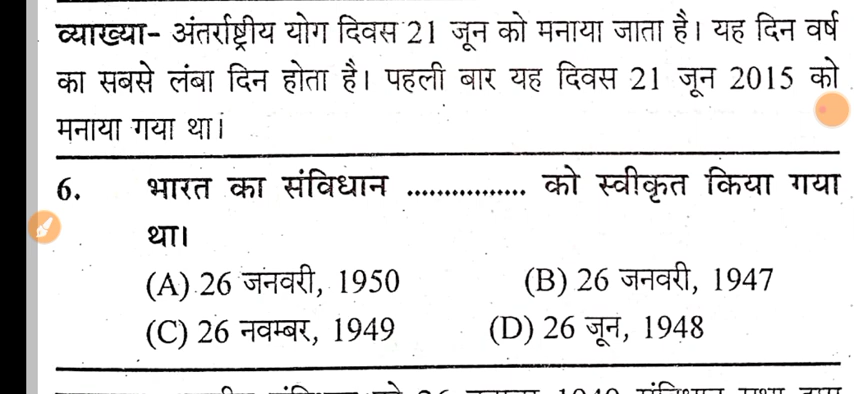 व्याख्या- अंतर्राष्ट्रीय योग दिवस 21 जून को मनाया जाता है। यह दिन वर्ष
का सबसे लंबा दिन होता है। पहली बार यह दिवस 21 जून 2015 को
मनाया गया था।
6. भारत का संविधान ................. को स्वीकृत किया गया
था।
(A) 26 जनवरी, 1950 (B) 26 जनवरी, 1947
(C) 26 नवम्बर, 1949 (D) 26 जून, 1948